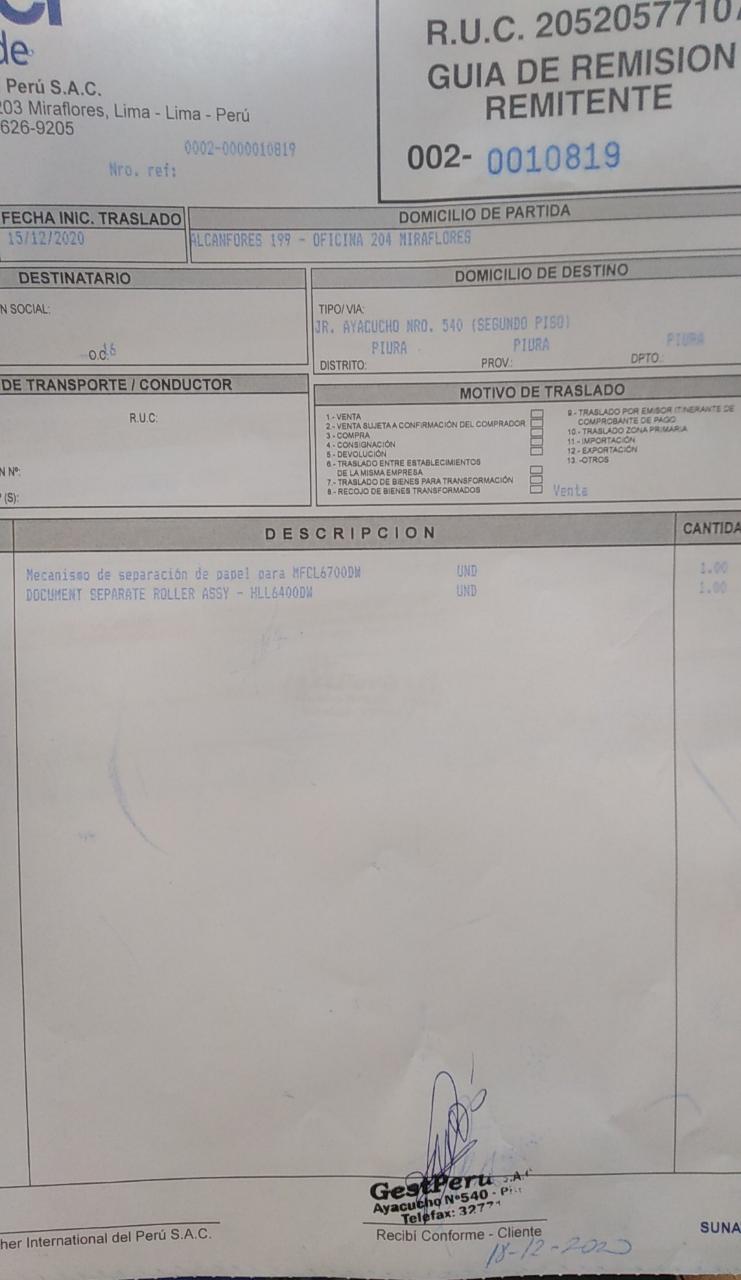 de
R.U.C. 2052057710
Perú S.A.C.
GUIA DE REMISION
203 Miraflores, Lima - Lima - Perú
REMITENTE
626-9205
0002-0000010819
Nro. ref:
002- 0010819
FECHA INIC. TRASLADO
DOMICILIO DE PARTIDA
15/12/2020
ALCANFORES 199 - OFICINA 204 MIRAFLORES
DESTINATARIO
DOMICILIO DE DESTINO
N SOCIAL:
TIPO/VIA:
JR. AYACUCHO NRO. 540 (SEGUNDO PISO)
PIURA PIURA PIURA
DISTRITO: PROV.: DPTO.:
DE TRANSPORTE / CONDUCTOR
MOTIVO DE TRASLADO
R.U.C.
N Nº:
(S):
1.- VENTA
2.- VENTA SUJETA A CONFIRMACIÓN DEL COMPRADOR
3.- COMPRA
4.- CONSIGNACIÓN
5.- DEVOLUCIÓN
6.- TRASLADO ENTRE ESTABLECIMIENTOS
DE LA MISMA EMPRESA
7.- TRASLADO DE BIENES PARA TRANSFORMACIÓN
8.- RECOJO DE BIENES TRANSFORMADOS
9.- TRASLADO POR EMISOR ITINERANTE DE
COMPROBANTE DE PAGO
10.- TRASLADO ZONA PRIMARIA
11.- IMPORTACIÓN
12.- EXPORTACIÓN
13.-OTROS
Venta
DESCRIPCION
CANTIDA
Mecanismo de separación de papel para MFCL6700DW UND 1.00
DOCUMENT SEPARATE ROLLER ASSY - HLL6400DW UND 1.00
GestPerú S.A.C
Ayacucho Nº540 -
Telefax: 3277
her International del Perú S.A.C.
Recibí Conforme - Cliente
SUNA
18-12-2020